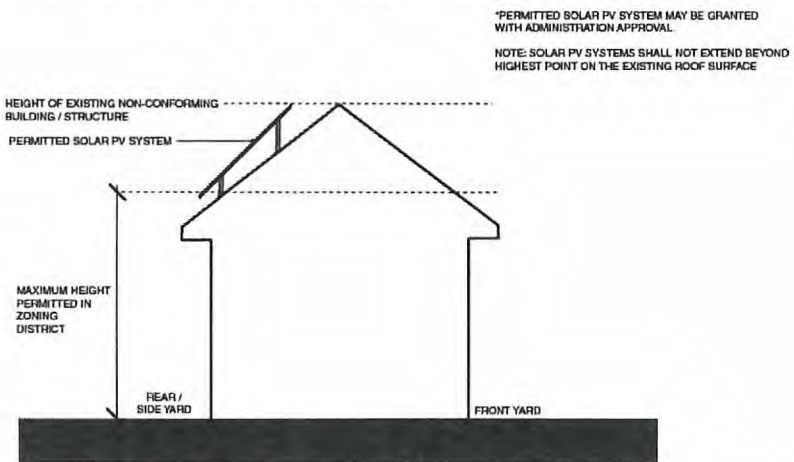 *PERMITTED SOLAR PV SYSTEM MAY BE GRANTED
WITH ADMINISTRATION APPROVAL
NOTE: SOLAR PV SYSTEMS SHALL NOT EXTEND BEYOND
HIGHEST POINT ON THE EXISTING ROOF SURFACE
HEIGHT OF EXISTING NON-CONFORMING
BUILDING / STRUCTURE
PERMITTED SOLAR PV SYSTEM
MAXIMUM HEIGHT
PERMITTED IN
ZONING
DISTRICT
REAR /
SIDE YARD
FRONT YARD